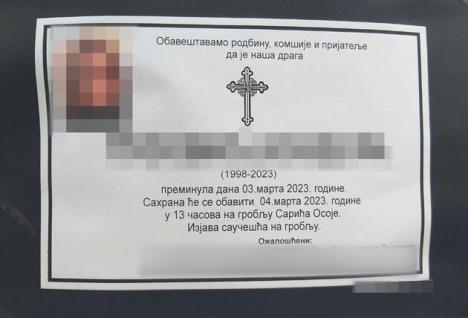 Обавештавамо родбину, комшије и пријатеље
да је наша драга
(1998-2023)
преминула дана 03.марта 2023. године.
Сахрана ће се обавити 04.марта 2023. године
у 13 часова на гробљу Сарића Осоје.
Изјава саучешћа на гробљу.
Ожалошћени: